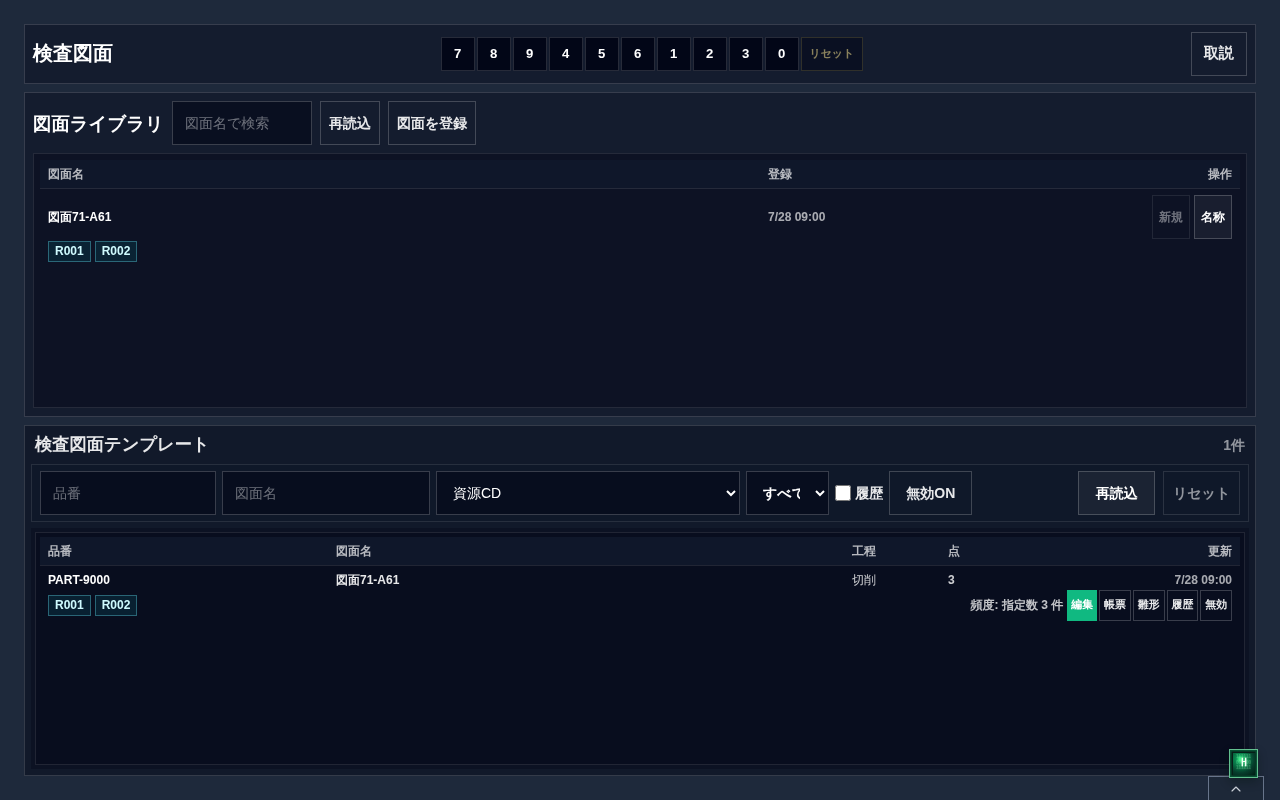 検査図面 7 8 9 4 5 6 1 2 3 0 リセット 取説
図面ライブラリ 図面名で検索 再読込 図面を登録
図面名 登録 操作
図面71-A61 7/28 09:00 新規 名称
R001 R002
検査図面テンプレート 1件
品番 図面名 資源CD すべて 履歴 無効ON 再読込 リセット
品番 図面名 工程 点 更新
PART-9000 図面71-A61 切削 3 7/28 09:00
R001 R002 頻度: 指定数 3 件 編集 帳票 雛形 履歴 無効
H